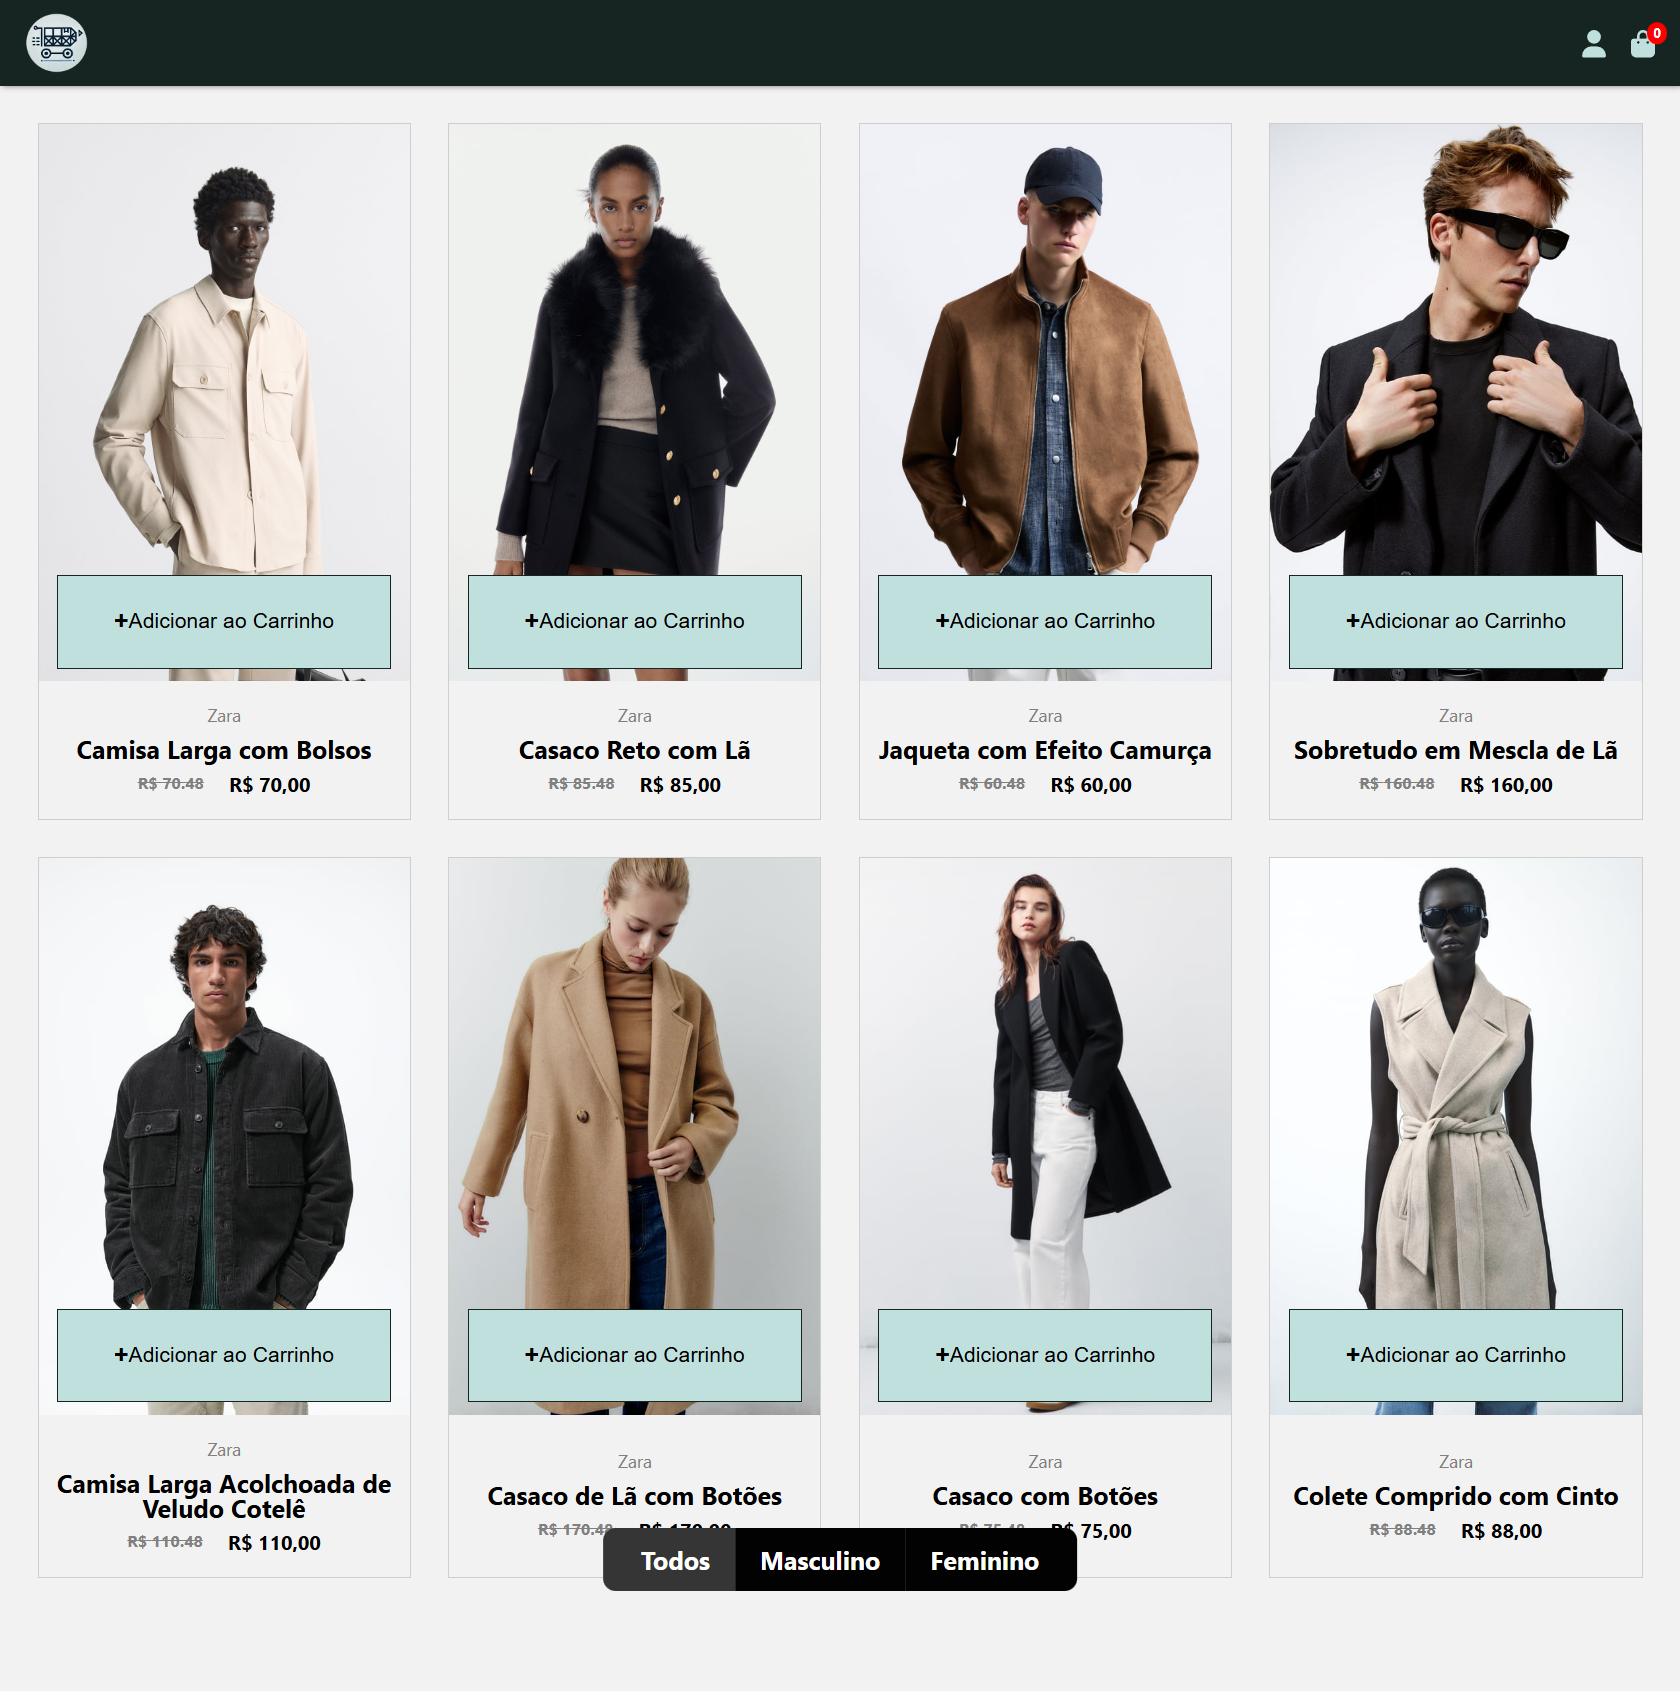 0
+Adicionar ao Carrinho
+Adicionar ao Carrinho
+Adicionar ao Carrinho
+Adicionar ao Carrinho
Zara
Zara
Zara
Zara
Camisa Larga com Bolsos
Casaco Reto com Lã
Jaqueta com Efeito Camurça
Sobretudo em Mescla de Lã
R$ 70.48 R$ 70,00
R$ 85.48 R$ 85,00
R$ 60.48 R$ 60,00
R$ 160.48 R$ 160,00
+Adicionar ao Carrinho
+Adicionar ao Carrinho
+Adicionar ao Carrinho
+Adicionar ao Carrinho
Zara
Zara
Zara
Zara
Camisa Larga Acolchoada de
Veludo Cotelê
Casaco de Lã com Botões
Casaco com Botões
Colete Comprido com Cinto
R$ 110.48 R$ 110,00
R$ 170.48 R$ 170,00
R$ 75.48 R$ 75,00
R$ 88.48 R$ 88,00
Todos Masculino Feminino